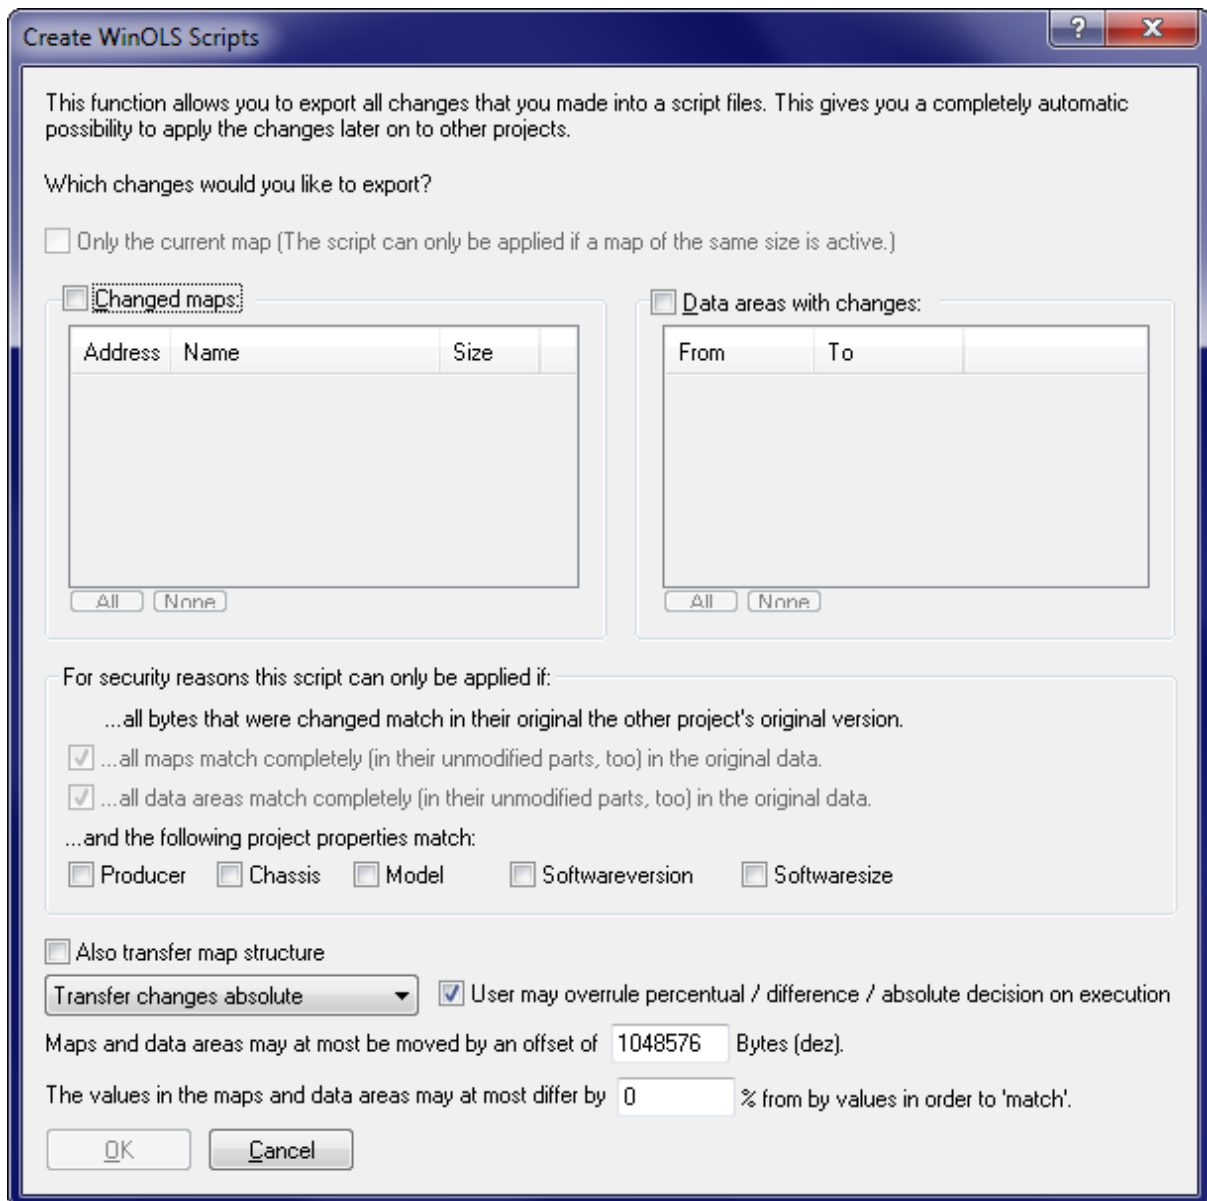 Create WinOLS Scripts
?
X
This function allows you to export all changes that you made into a script files. This gives you a completely automatic
possibility to apply the changes later on to other projects.
Which changes would you like to export?
Only the current map (The script can only be applied if a map of the same size is active.)
Changed maps:
Address Name Size
All None
Data areas with changes:
From To
All None
For security reasons this script can only be applied if:
...all bytes that were changed match in their original the other project's original version.
...all maps match completely (in their unmodified parts, too) in the original data.
...all data areas match completely (in their unmodified parts, too) in the original data.
...and the following project properties match:
Producer Chassis Model Softwareversion Softwaresize
Also transfer map structure
Transfer changes absolute User may overrule percentual / difference / absolute decision on execution
Maps and data areas may at most be moved by an offset of 1048576 Bytes (dez).
The values in the maps and data areas may at most differ by 0 % from by values in order to 'match'.
OK Cancel